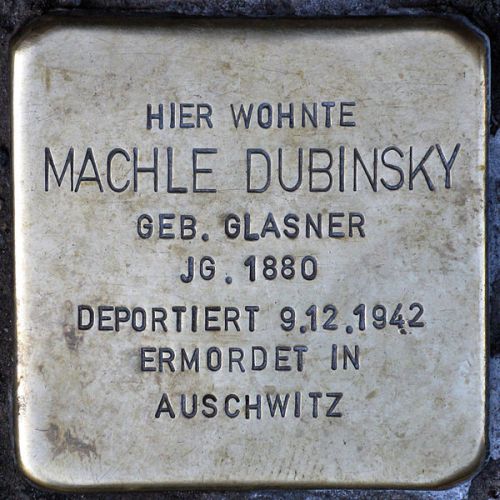 HIER WOHNTE
MACHLE DUBINSKY
GEB. GLASNER
JG. 1880
DEPORTIERT 9.12.1942
ERMORDET IN
AUSCHWITZ